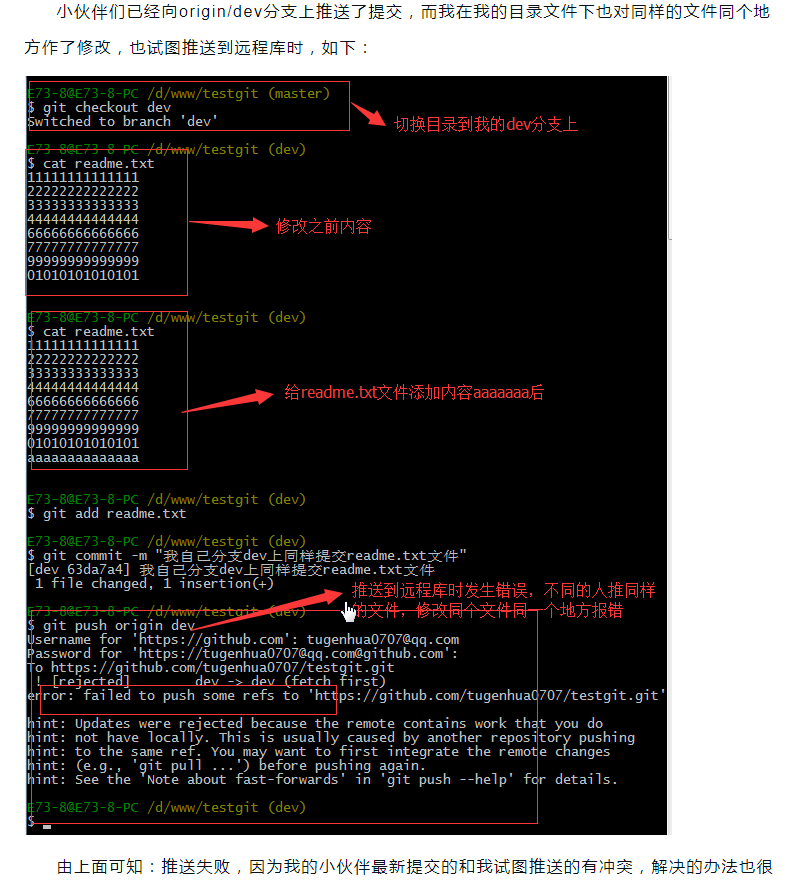 小伙伴们已经向origin/dev分支上推送了提交，而我在我的目录文件下也对同样的文件同个地
方作了修改，也试图推送到远程库时，如下：
E73-8@E73-8-PC /d/www/testgit (master)
$ git checkout dev
Switched to branch 'dev'
切换目录到我的dev分支上
E73-8@E73-8-PC /d/www/testgit (dev)
$ cat readme.txt
11111111111111
22222222222222
33333333333333
44444444444444
66666666666666
77777777777777
99999999999999
01010101010101
修改之前内容
E73-8@E73-8-PC /d/www/testgit (dev)
$ cat readme.txt
11111111111111
22222222222222
33333333333333
44444444444444
66666666666666
77777777777777
99999999999999
01010101010101
aaaaaaaaaaaaaa
给readme.txt文件添加内容aaaaaaa后
E73-8@E73-8-PC /d/www/testgit (dev)
$ git add readme.txt
E73-8@E73-8-PC /d/www/testgit (dev)
$ git commit -m "我自己分支dev上同样提交readme.txt文件"
[dev 63da7a4] 我自己分支dev上同样提交readme.txt文件
1 file changed, 1 insertion(+)
推送到远程库时发生错误，不同的人推同样
的文件，修改同个文件同一个地方报错
E73-8@E73-8-PC /d/www/testgit (dev)
$ git push origin dev
Username for 'https://github.com': tugenhua0707@qq.com
Password for 'https://tugenhua0707@qq.com@github.com':
To https://github.com/tugenhua0707/testgit.git
! [rejected] dev -> dev (fetch first)
error: failed to push some refs to 'https://github.com/tugenhua0707/testgit.git'
hint: Updates were rejected because the remote contains work that you do
hint: not have locally. This is usually caused by another repository pushing
hint: to the same ref. You may want to first integrate the remote changes
hint: (e.g., 'git pull ...') before pushing again.
hint: See the 'Note about fast-forwards' in 'git push --help' for details.
E73-8@E73-8-PC /d/www/testgit (dev)
$
由上面可知：推送失败，因为我的小伙伴最新提交的和我试图推送的有冲突，解决的办法也很